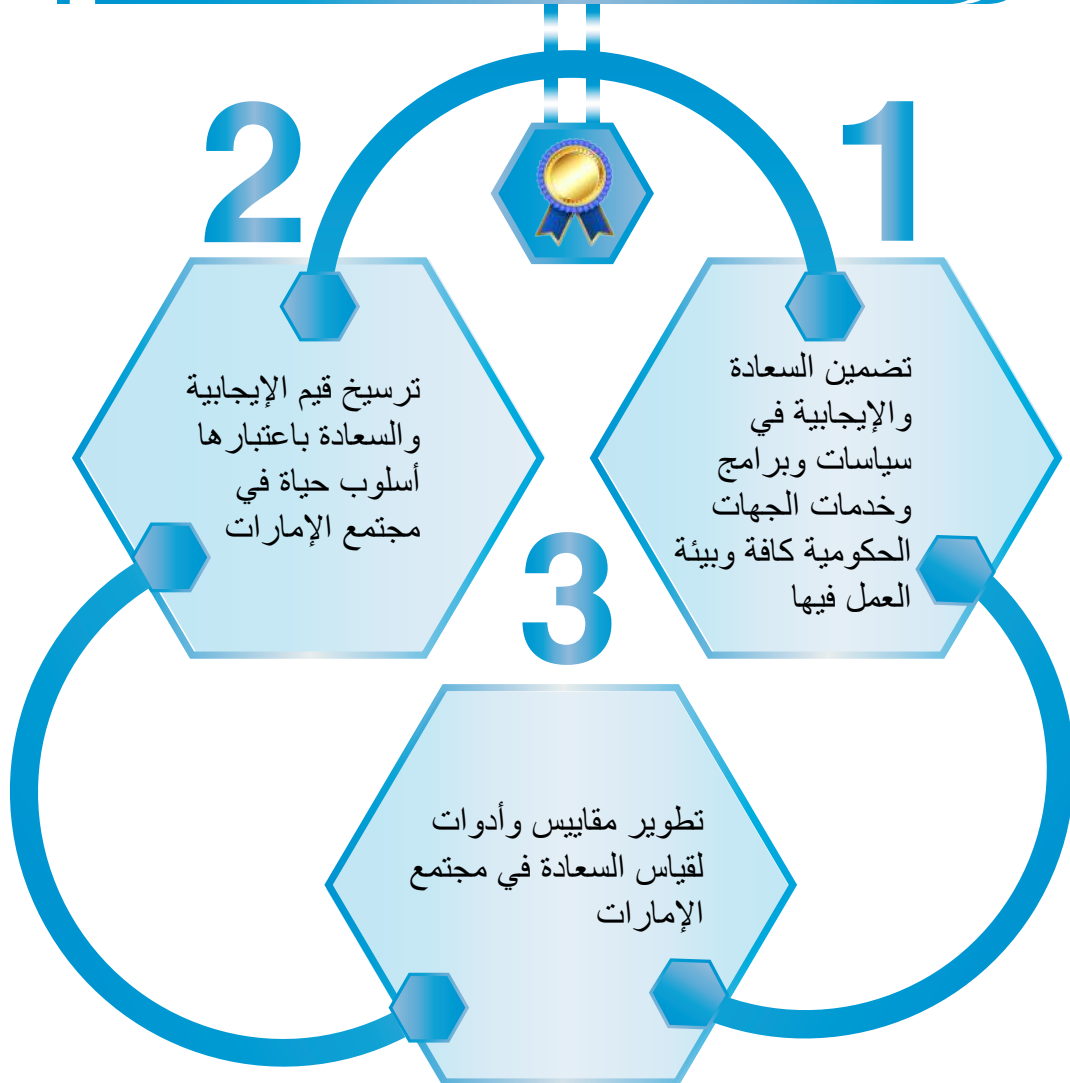 1
تضمين السعادة
والإيجابية في
سياسات وبرامج
وخدمات الجهات
الحكومية كافة وبيئة
العمل فيها
2
ترسيخ قيم الإيجابية
والسعادة باعتبارها
أسلوب حياة في
مجتمع الإمارات
3
تطوير مقاييس وأدوات
لقياس السعادة في مجتمع
الإمارات